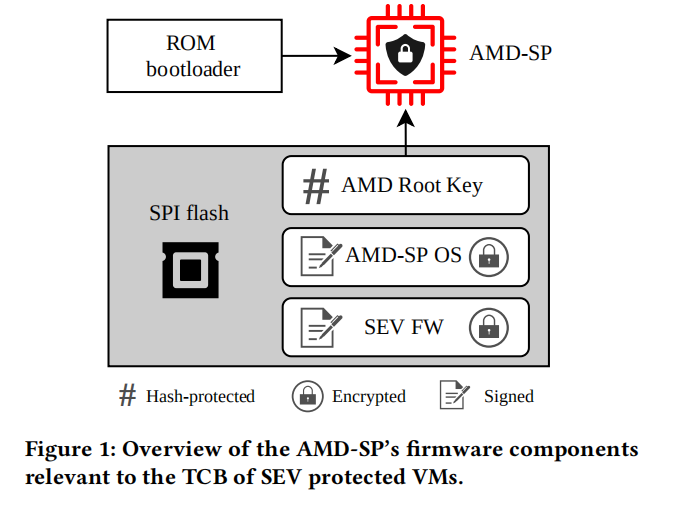 ROM
bootloader
AMD-SP
SPI flash
# AMD Root Key
AMD-SP OS
SEV FW
# Hash-protected
Encrypted
Signed
Figure 1: Overview of the AMD-SP's firmware components
relevant to the TCB of SEV protected VMs.